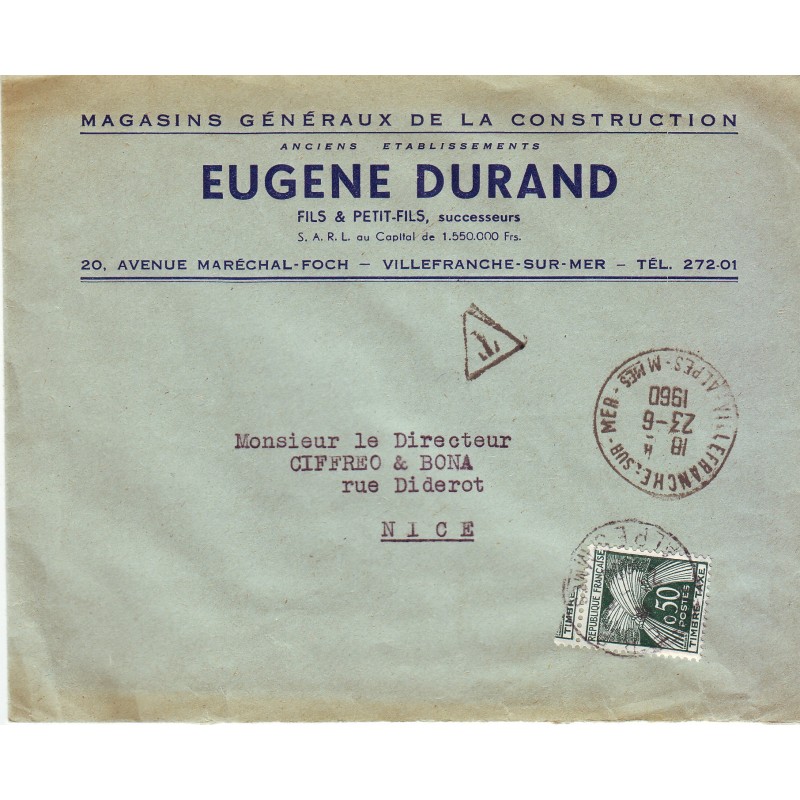 MAGASINS GÉNÉRAUX DE LA CONSTRUCTION
ANCIENS ETABLISSEMENTS
EUGENE DURAND
FILS & PETIT-FILS, successeurs
S. A. R. L. au Capital de 1.550.000 Frs.
20, AVENUE MARÉCHAL-FOCH — VILLEFRANCHE-SUR-MER — TÉL. 272-01
T
VILLEFRANCHE-SUR-MER
ALPES-MMES
18 H
23-6
1960
Monsieur le Directeur
CIFFREO & BONA
rue Diderot
NICE
TIMBRE
REPUBLIQUE FRANÇAISE
0,50
POSTES
TIMBRE TAXE